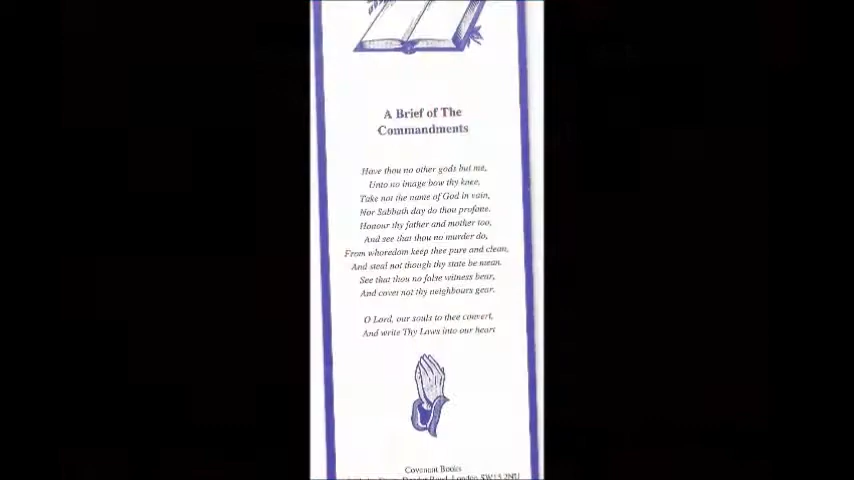 A Brief of The
Commandments
Have thou no other gods but me,
Unto no image bow thy knee,
Take not the name of God in vain,
Nor Sabbath day do thou profane.
Honour thy father and mother too,
And see that thou no murder do,
From whoredom keep thee pure and clean,
And steal not though thy state be mean.
See that thou no false witness bear,
And covet not thy neighbours gear.
O Lord, our souls to thee convert,
And write Thy Laws into our heart
Covenant Books
Road, London SW15 2NU